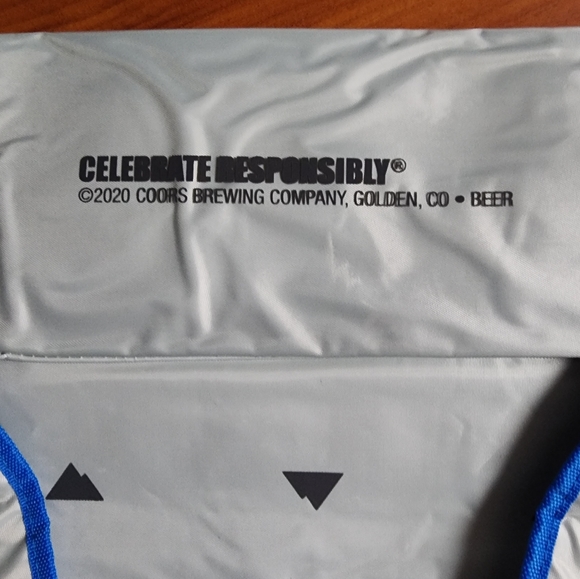 CELEBRATE RESPONSIBLY®
©2020 COORS BREWING COMPANY, GOLDEN, CO • BEER